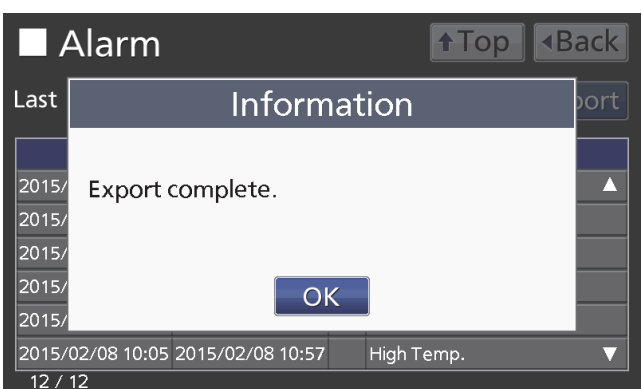 Alarm
Top
Back
Last
port
Information
Export complete.
OK
2015/
2015/
2015/
2015/
2015/
2015/02/08 10:05 2015/02/08 10:57 High Temp.
12 / 12